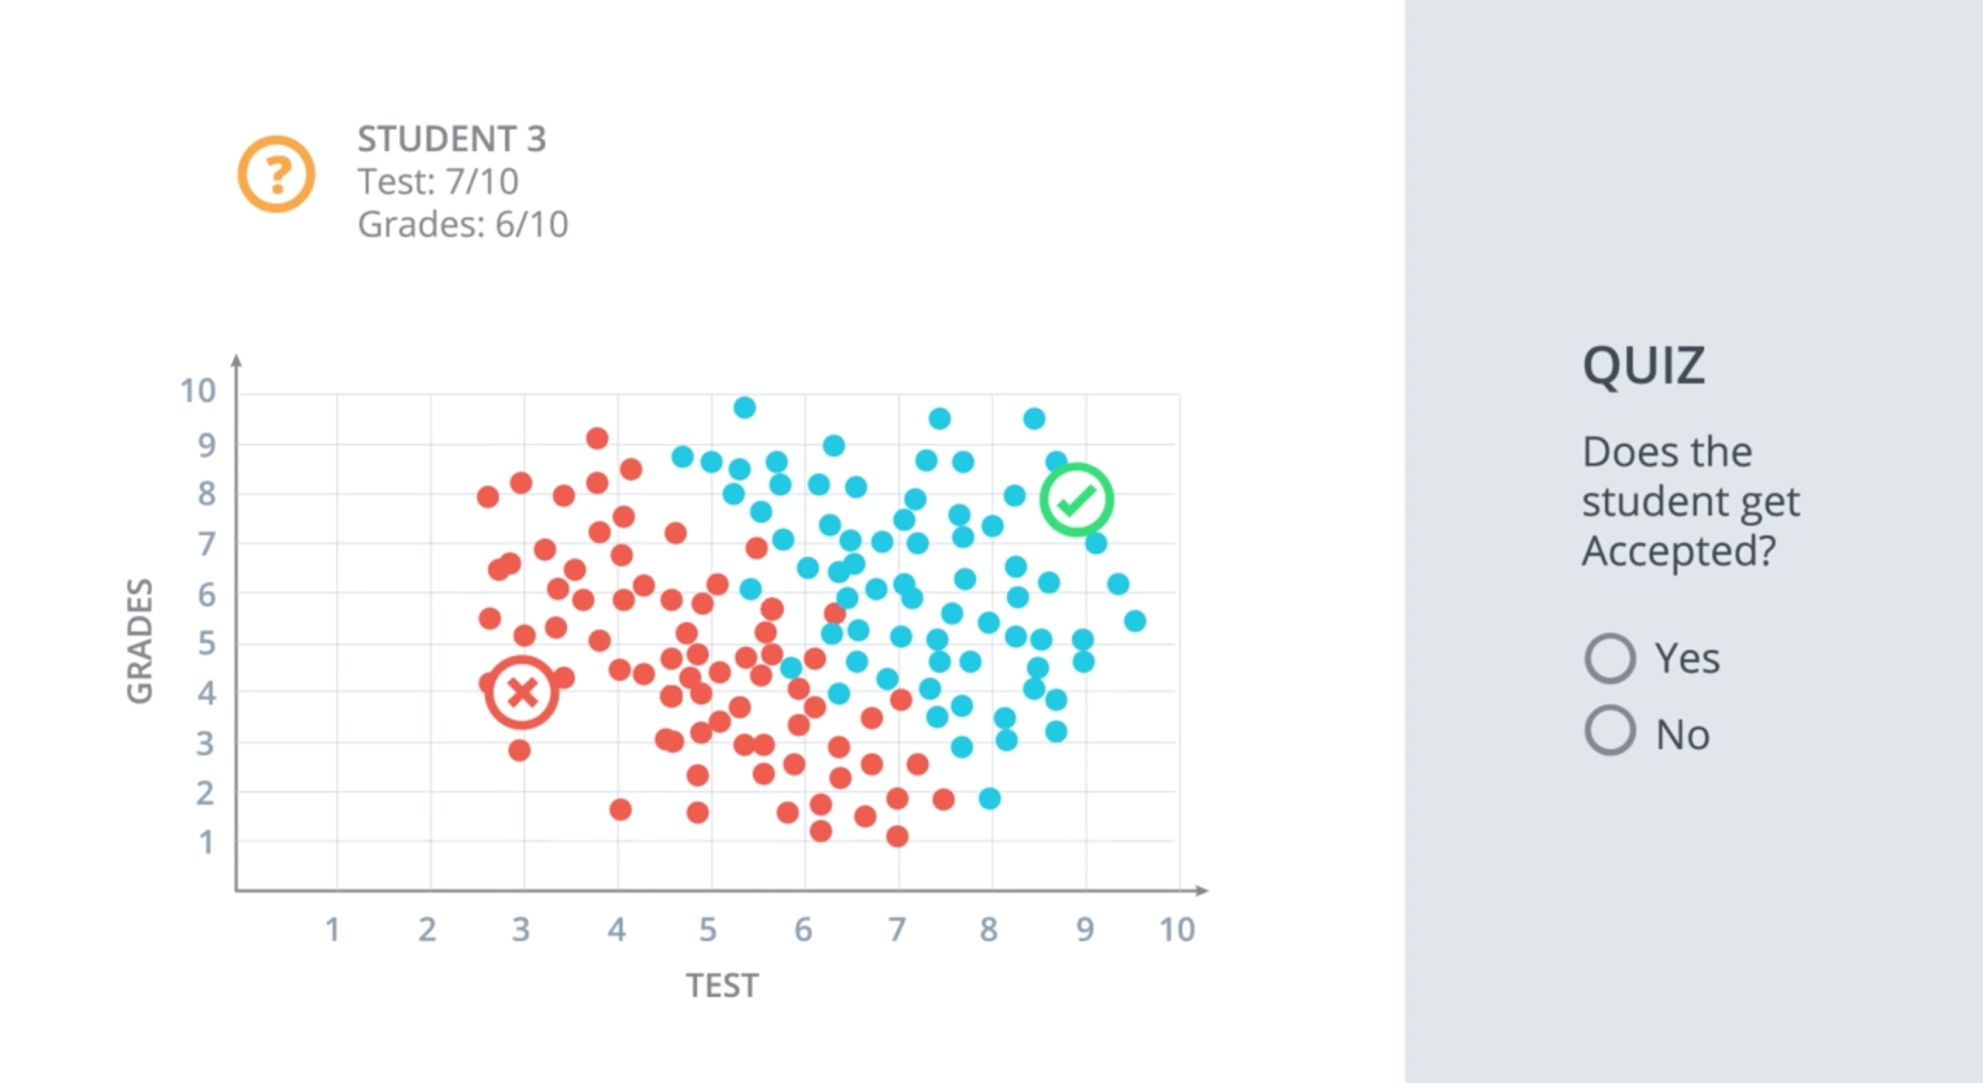 ?
STUDENT 3
Test: 7/10
Grades: 6/10
10
9
8
7
6
5
4
3
2
1
GRADES
1 2 3 4 5 6 7 8 9 10
TEST
QUIZ
Does the
student get
Accepted?
Yes
No